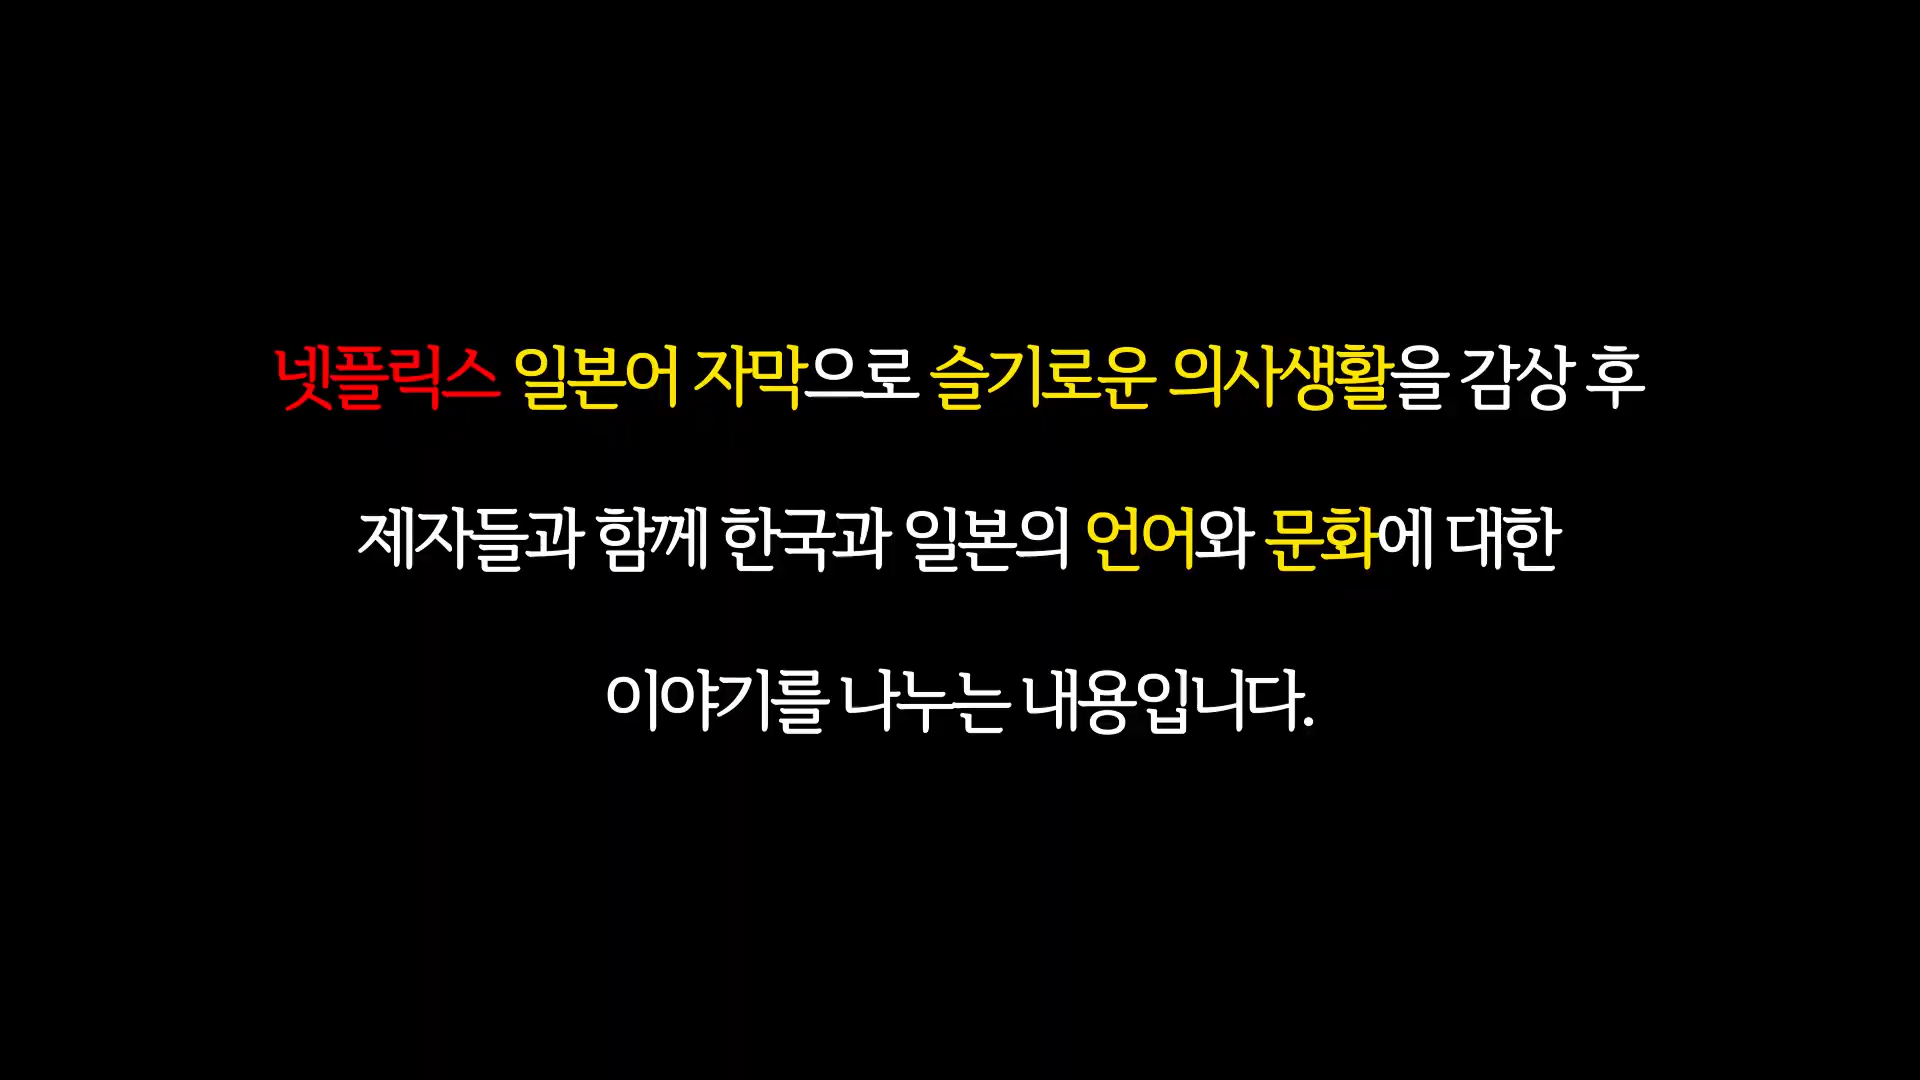 넷플릭스 일본어 자막으로 슬기로운 의사생활을 감상 후
제자들과 함께 한국과 일본의 언어와 문화에 대한
이야기를 나누는 내용입니다.